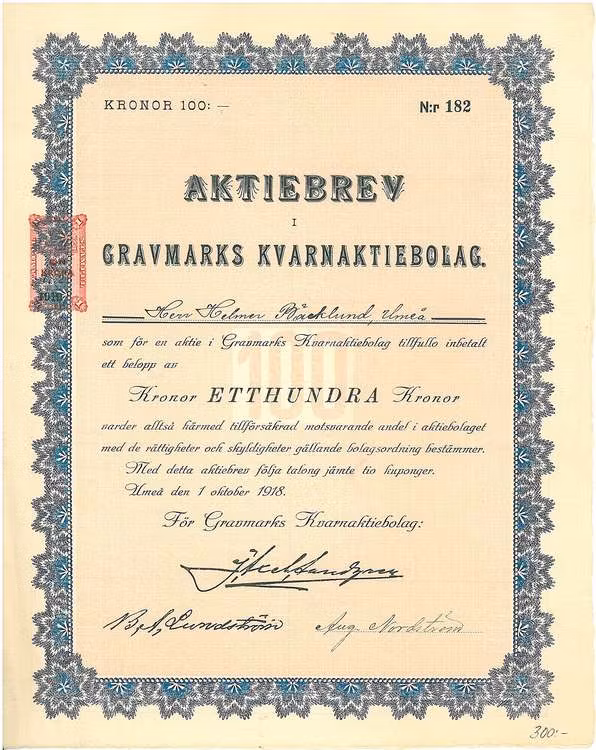 KRONOR 100: —
N:r 182
AKTIEBREV
I
GRAVMARKS KVARNAKTIEBOLAG.
Herr Helmer Bäcklund, Umeå
som för en aktie i Gravmarks Kvarnaktiebolag tillfullo inbetalt
ett belopp av
100
Kronor ETTHUNDRA Kronor
varder alltså härmed tillförsäkrad motsvarande andel i aktiebolaget
med de rättigheter och skyldigheter gällande bolagsordning bestämmer.
Med detta aktiebrev följa talong jämte tio kuponger.
Umeå den 1 oktober 1918.
För Gravmarks Kvarnaktiebolag:
B. A. Lundström
Aug Nordström
300:-